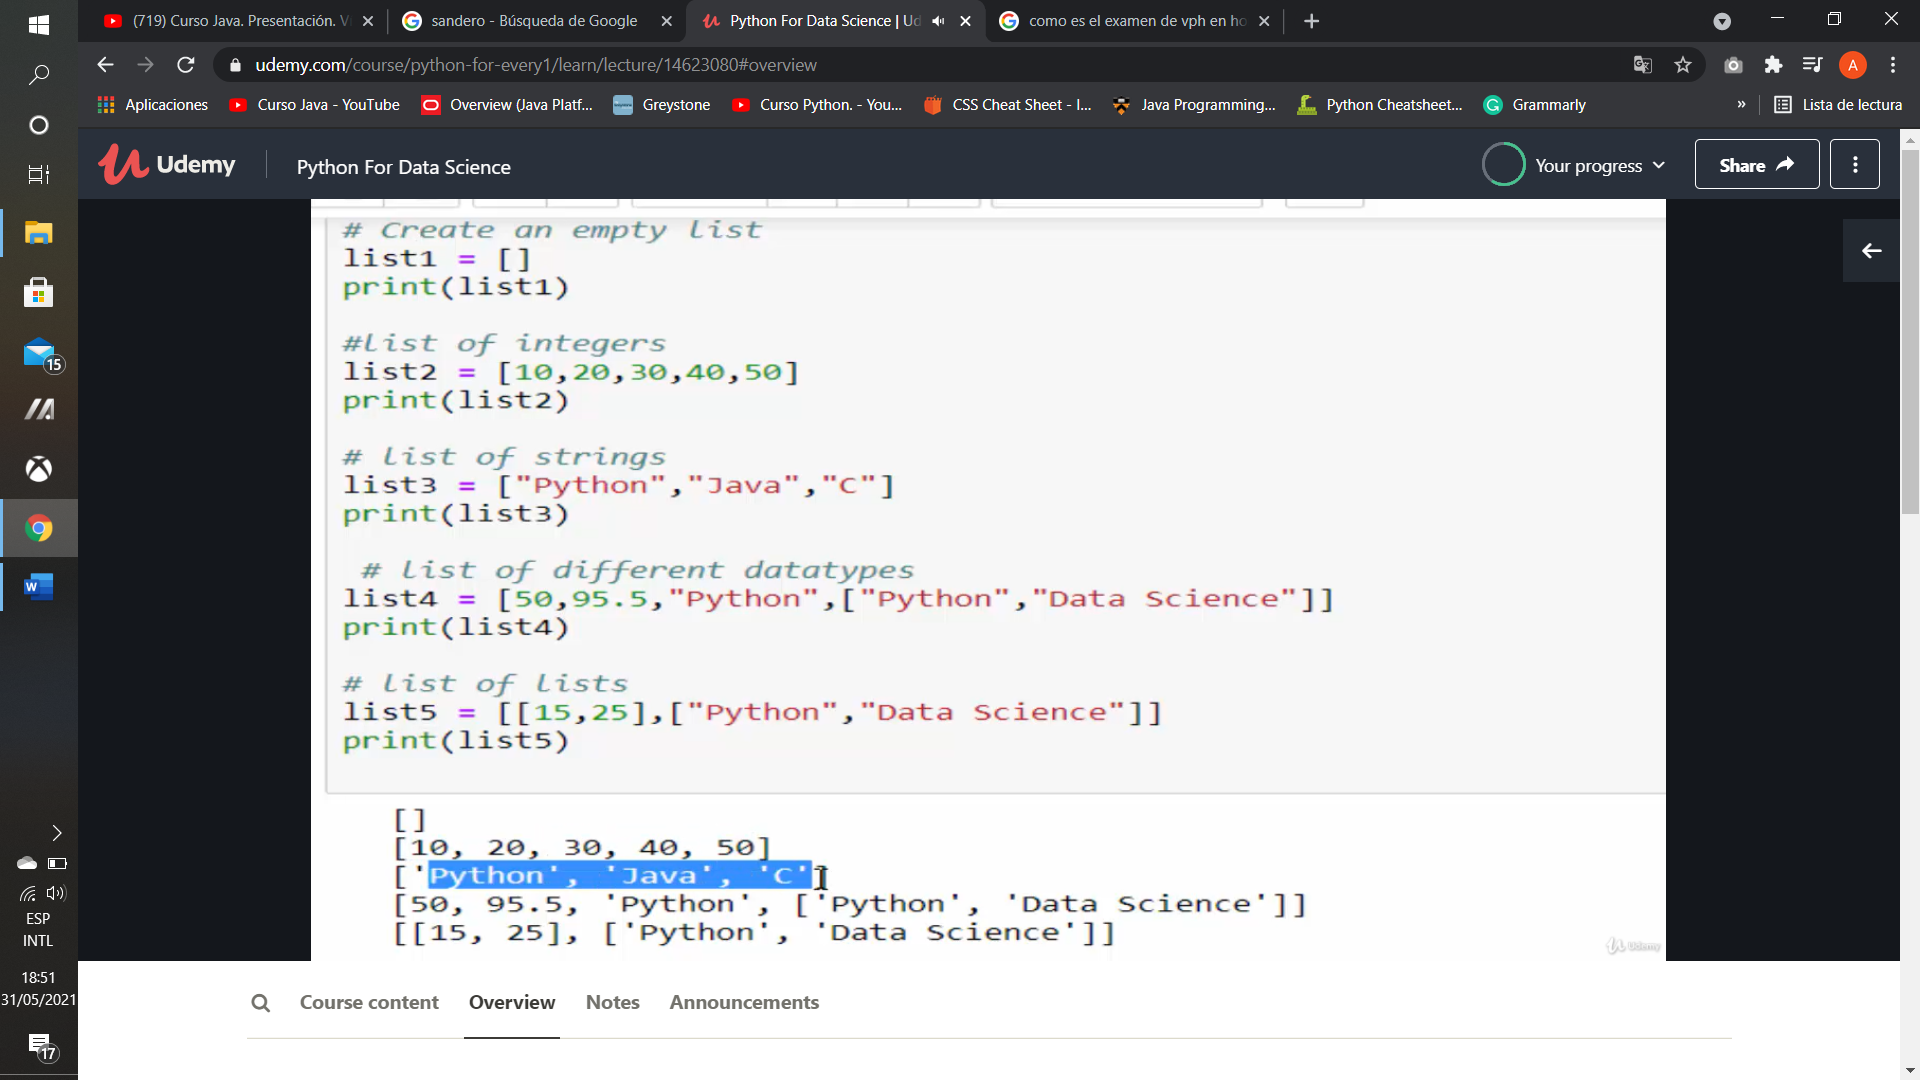 (719) Curso Java. Presentación. V
sandero - Búsqueda de Google
Python For Data Science | Ud
como es el examen de vph en ho
udemy.com/course/python-for-every1/learn/lecture/14623080#overview
A
Aplicaciones
Curso Java - YouTube
Overview (Java Platf...
Greystone
Curso Python. - You...
CSS Cheat Sheet - I...
Java Programming...
Python Cheatsheet...
Grammarly
»
Lista de lectura
Udemy
Python For Data Science
Your progress
Share
# Create an empty list
list1 = []
print(list1)
#list of integers
list2 = [10,20,30,40,50]
print(list2)
# list of strings
list3 = ["Python","Java","C"]
print(list3)
# list of different datatypes
list4 = [50,95.5,"Python",["Python","Data Science"]]
print(list4)
# list of lists
list5 = [[15,25],["Python","Data Science"]]
print(list5)
[]
[10, 20, 30, 40, 50]
['Python', 'Java', 'C']
[50, 95.5, 'Python', ['Python', 'Data Science']]
[[15, 25], ['Python', 'Data Science']]
Udemy
Course content
Overview
Notes
Announcements
15
W
ESP
INTL
18:51
31/05/2021
17